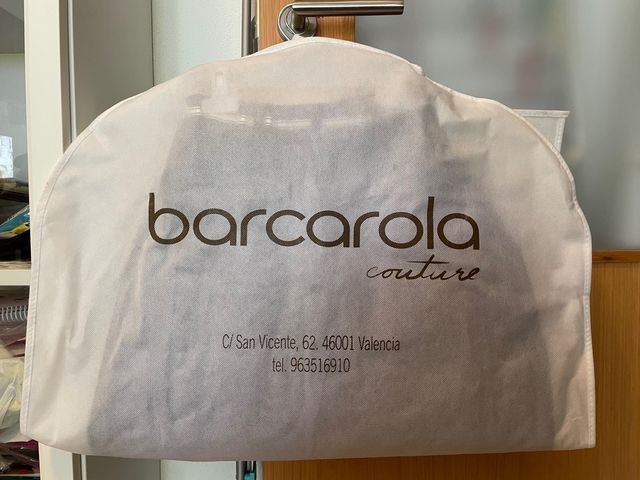 barcarola
couture
C/ San Vicente, 62. 46001 Valencia
tel. 963516910